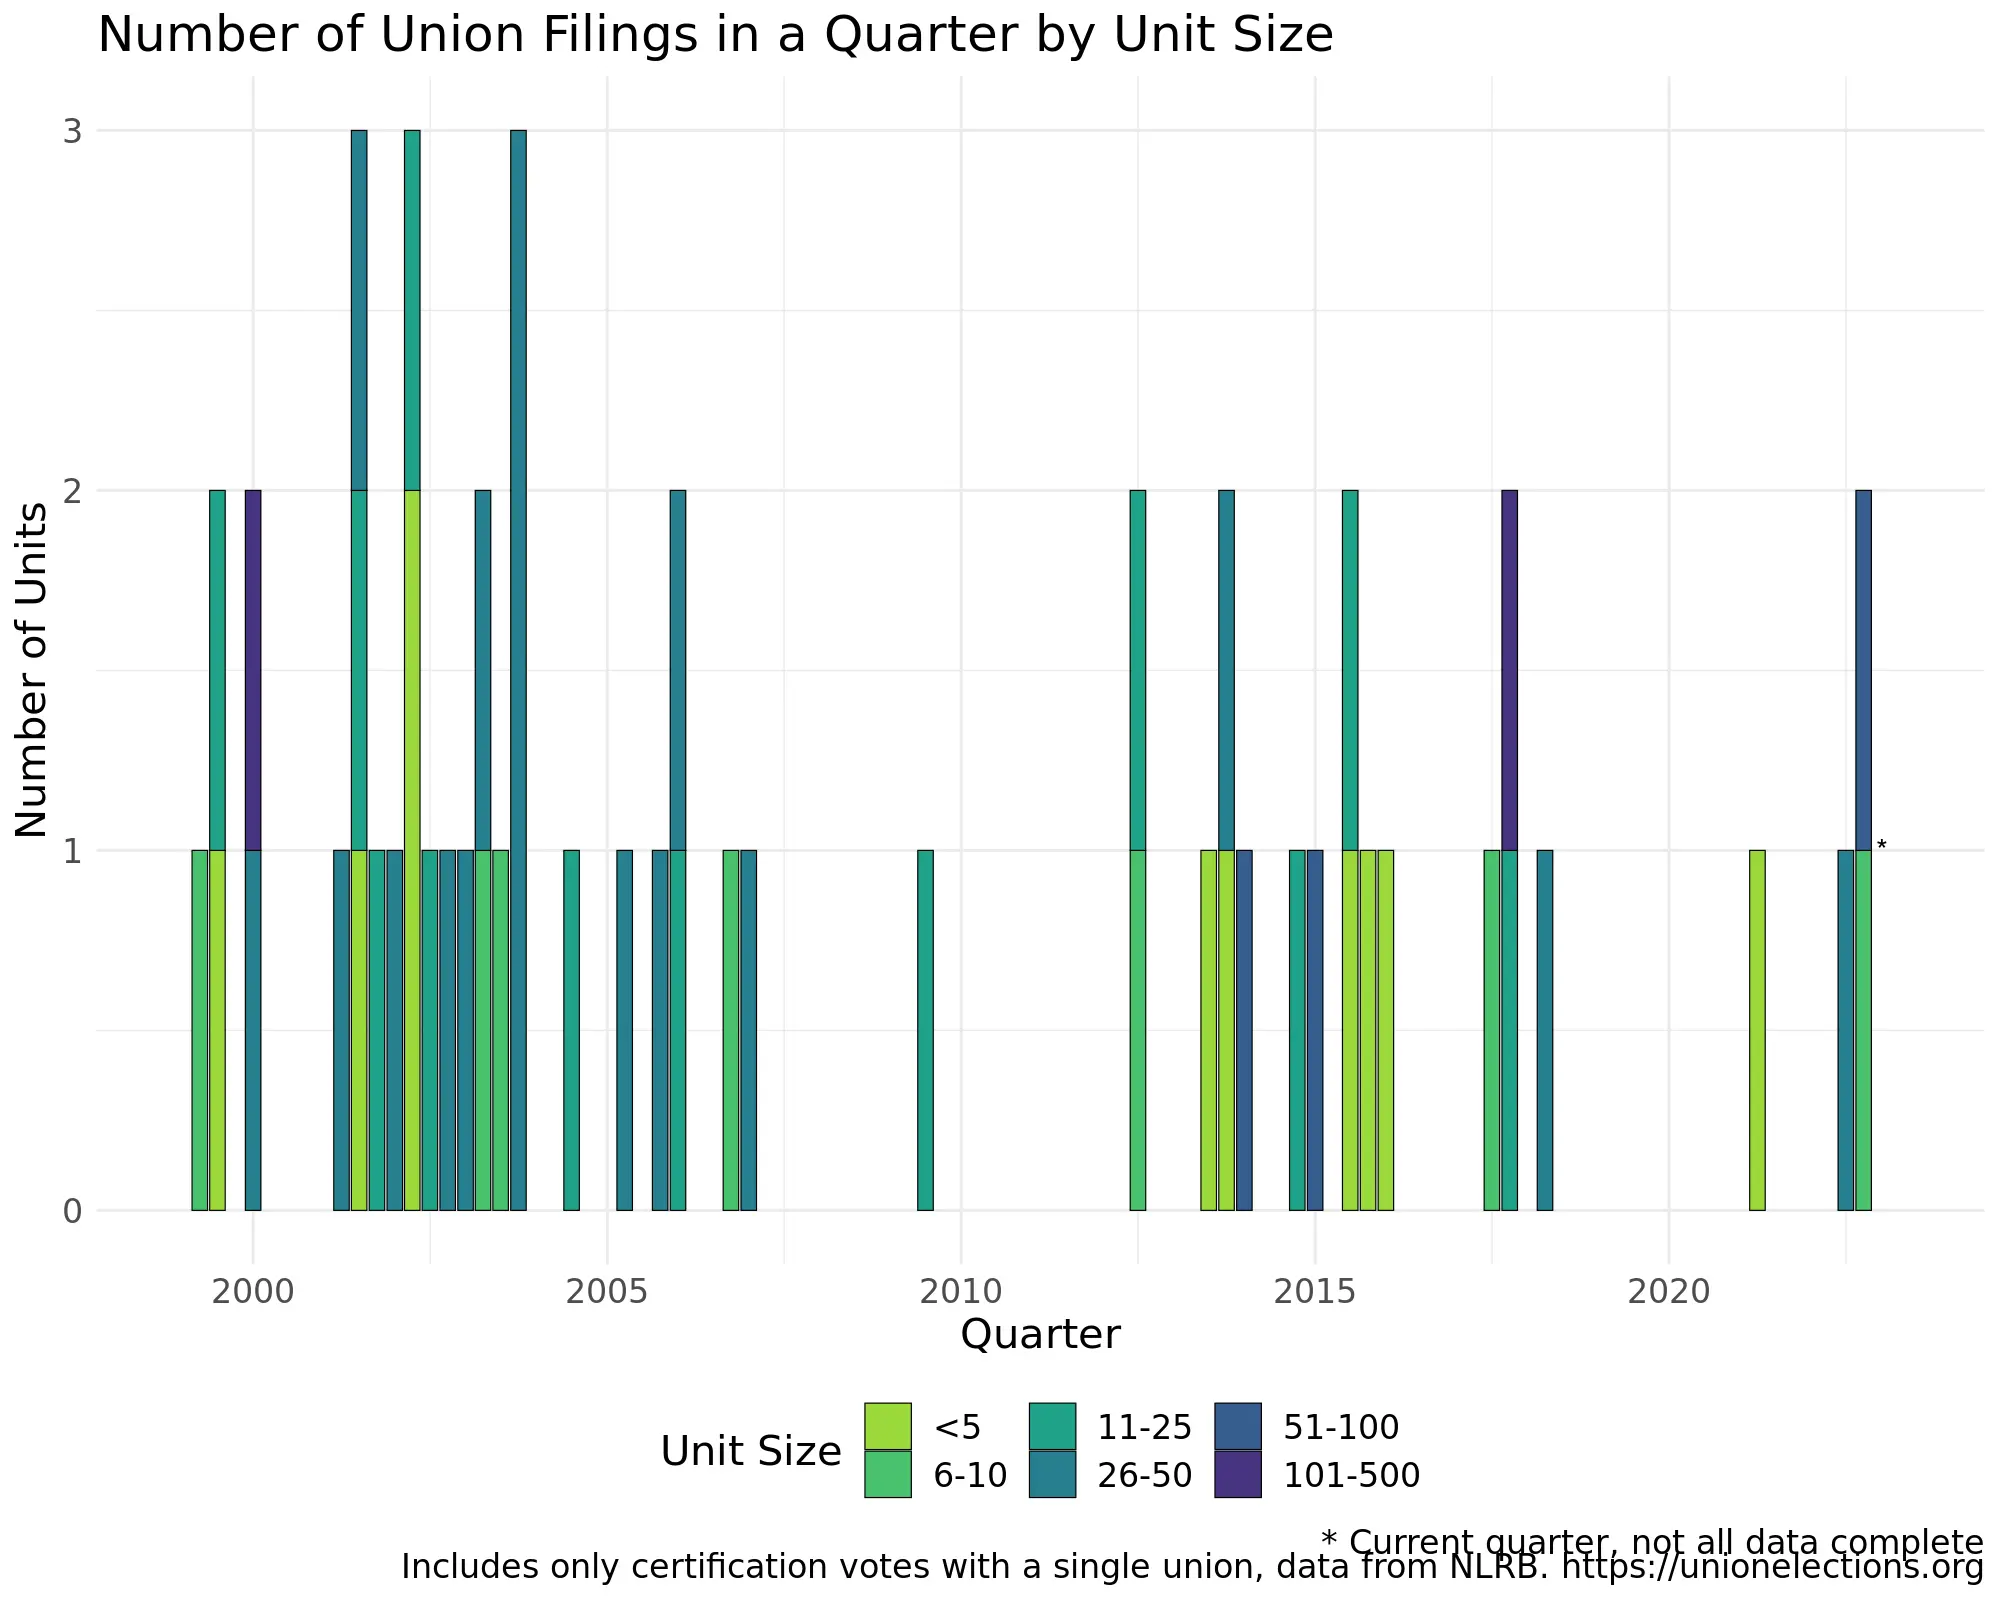 Number of Union Filings in a Quarter by Unit Size
Number of Units
3
2
1
0
*
2000 2005 2010 2015 2020
Quarter
Unit Size
<5 11-25 51-100
6-10 26-50 101-500
* Current quarter, not all data complete
Includes only certification votes with a single union, data from NLRB. https://unionelections.org